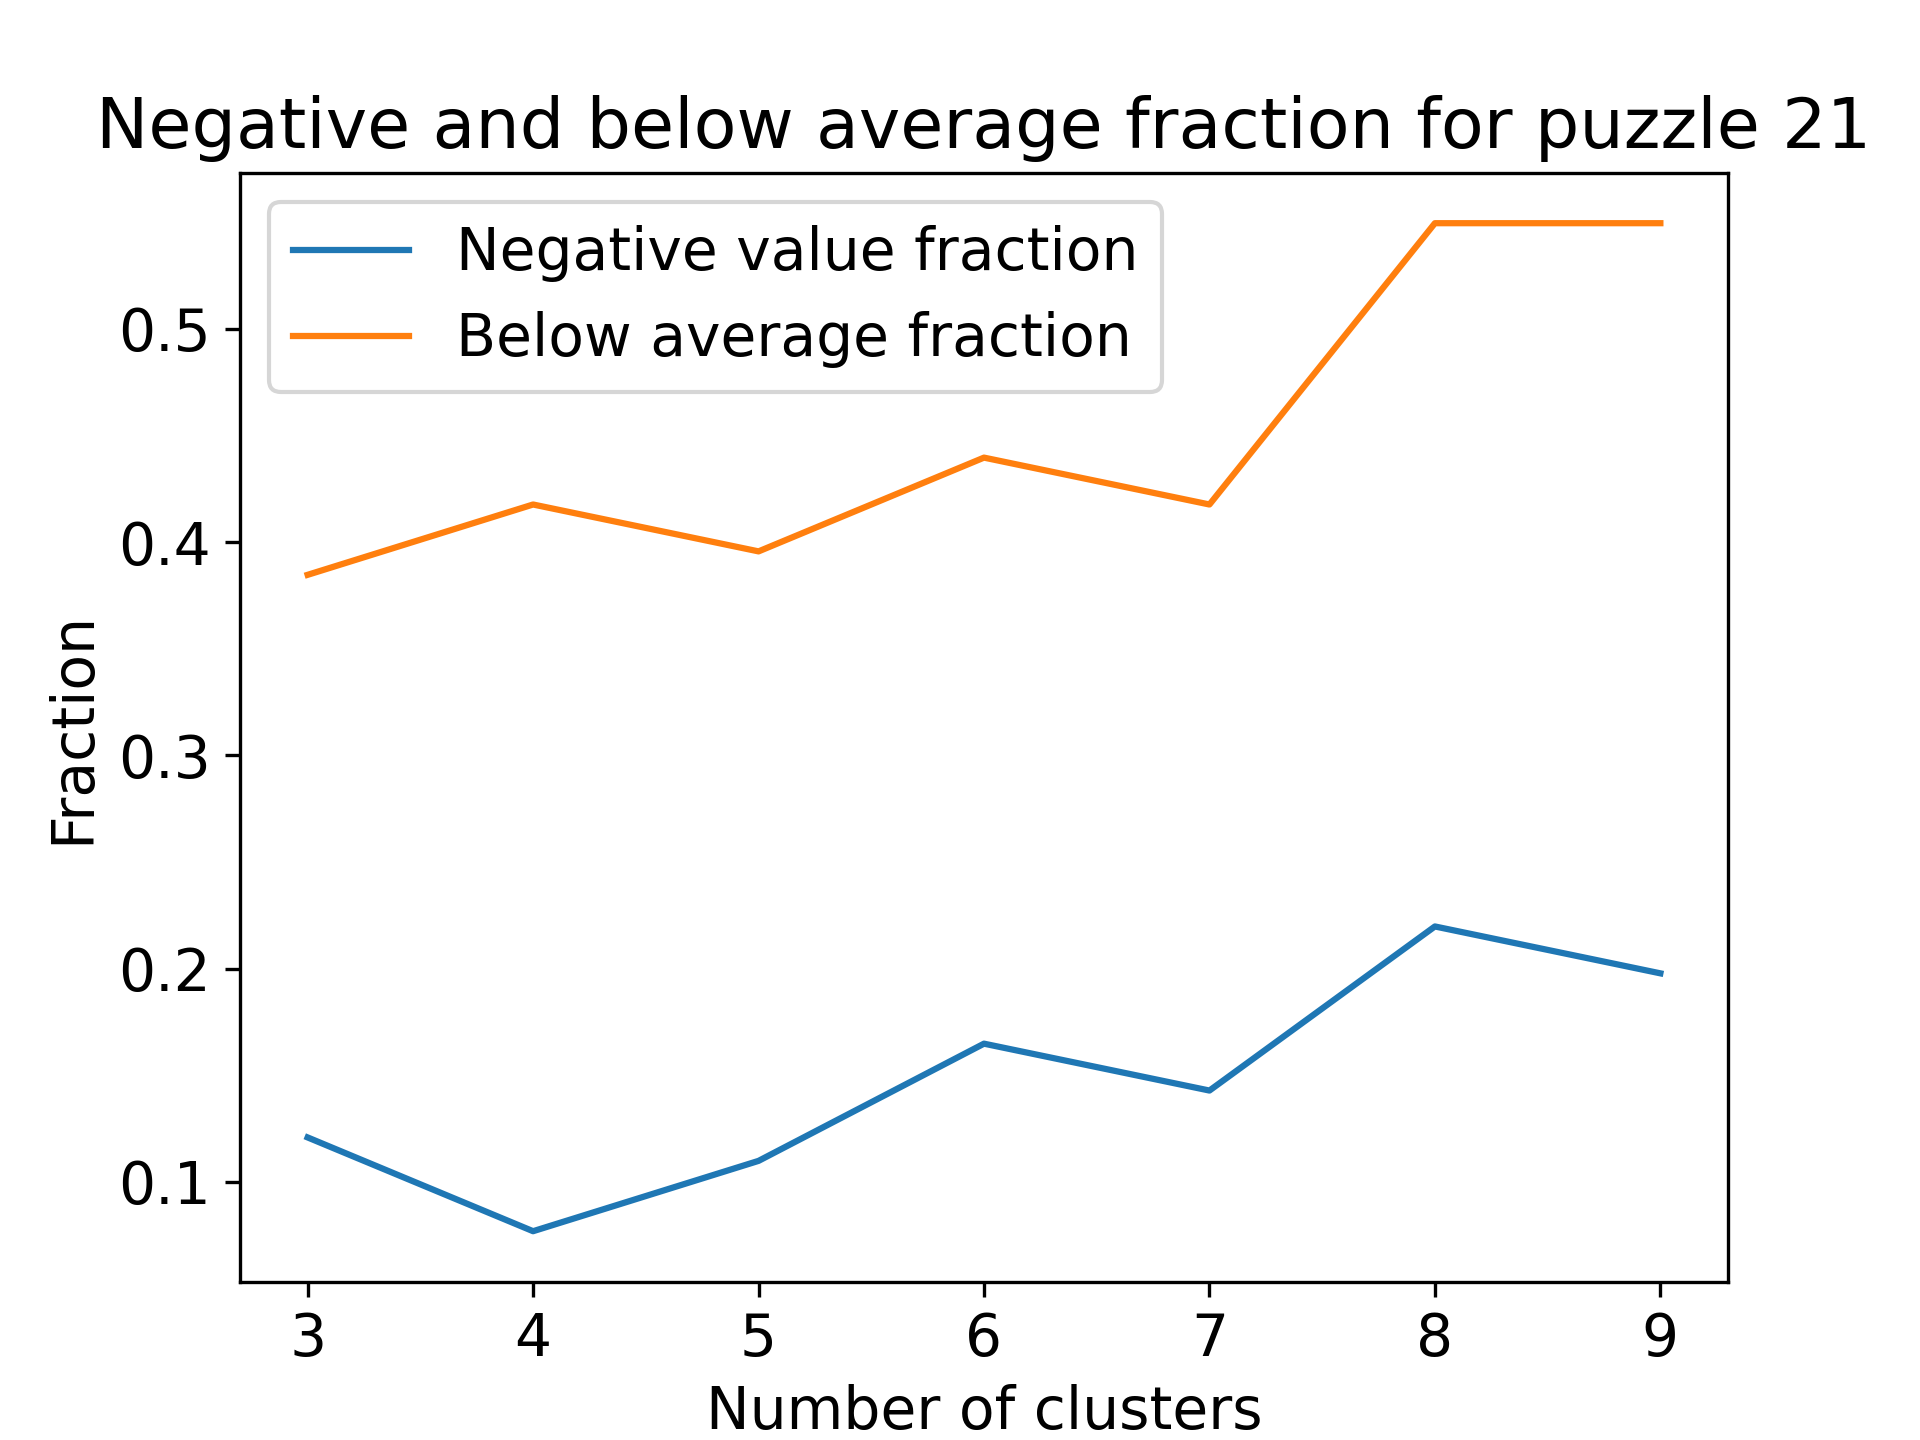 Negative and below average fraction for puzzle 21
Negative value fraction
Below average fraction
0.5
0.4
0.3
0.2
0.1
Fraction
3 4 5 6 7 8 9
Number of clusters